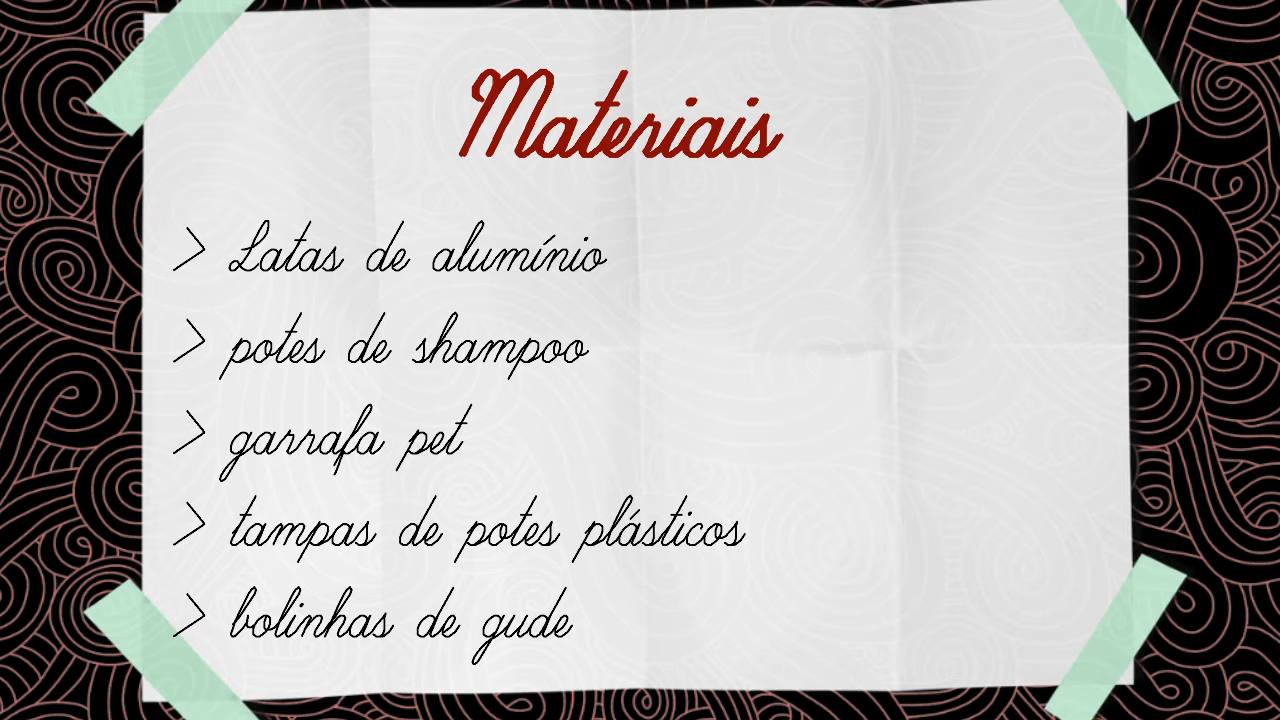 Materiais
> Latas de alumínio
> potes de shampoo
> garrafa pet
> tampas de potes plásticos
> bolinhas de gude